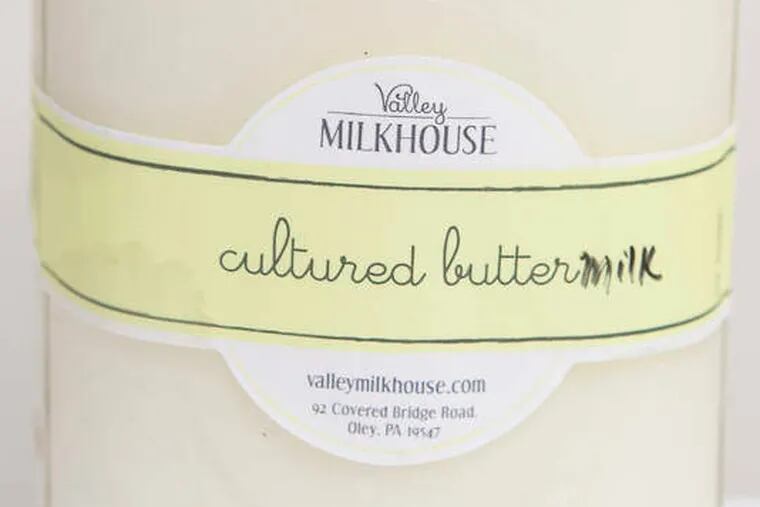 Valley
MILKHOUSE
cultured buttermilk
valleymilkhouse.com
92 Covered Bridge Road,
Oley, PA 19547